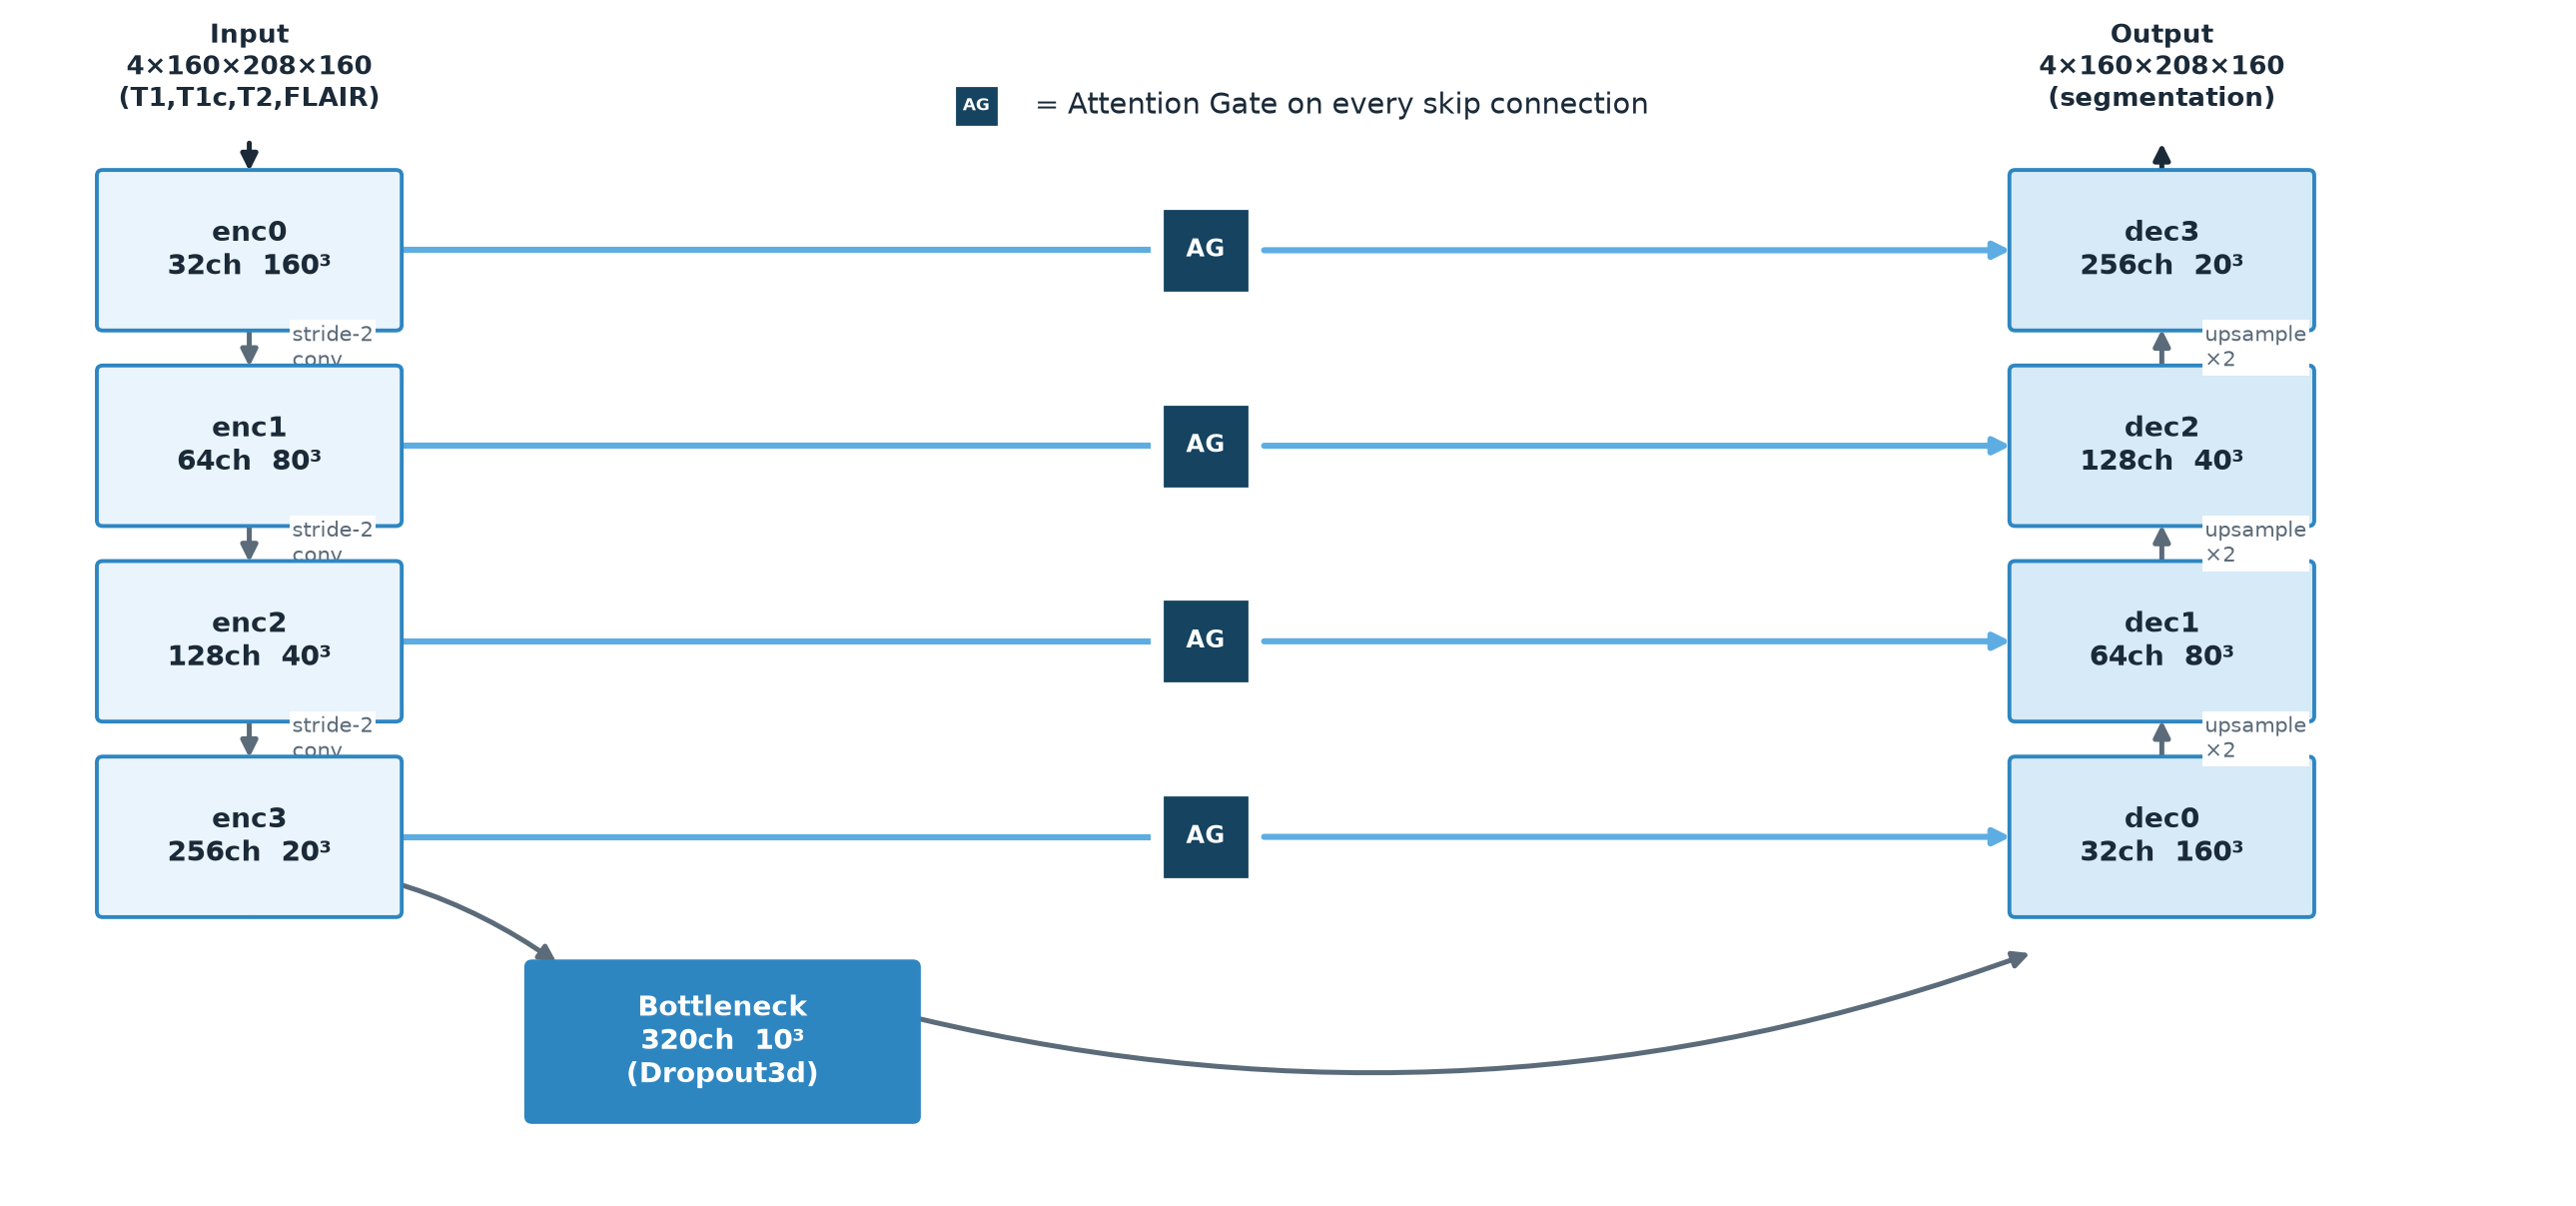 Input
4×160×208×160
(T1,T1c,T2,FLAIR)
AG = Attention Gate on every skip connection
Output
4×160×208×160
(segmentation)
enc0
32ch 160³
AG
dec3
256ch 20³
stride-2
conv
upsample
×2
enc1
64ch 80³
AG
dec2
128ch 40³
stride-2
conv
upsample
×2
enc2
128ch 40³
AG
dec1
64ch 80³
stride-2
conv
upsample
×2
enc3
256ch 20³
AG
dec0
32ch 160³
Bottleneck
320ch 10³
(Dropout3d)